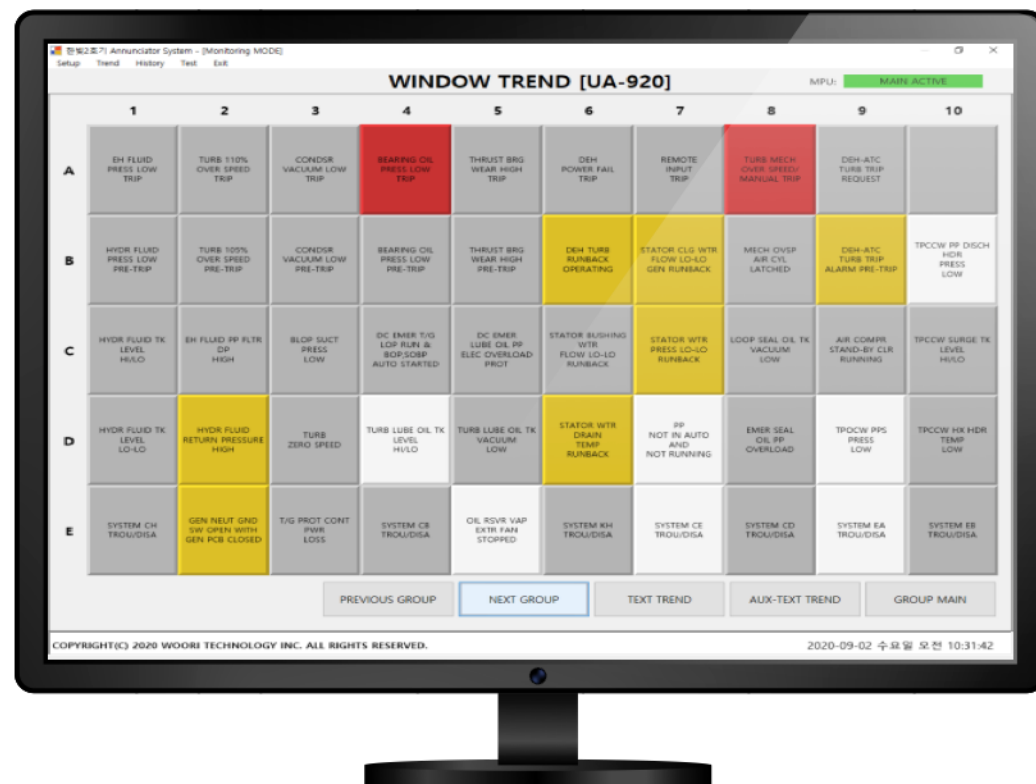 한빛2호기 Annunciator System - [Monitoring MODE]
Setup Trend History Test Exit
WINDOW TREND [UA-920]
MPU: MAIN ACTIVE
1 2 3 4 5 6 7 8 9 10
A
EH FLUID
PRESS LOW
TRIP
TURB 110%
OVER SPEED
TRIP
CONDSR
VACUUM LOW
TRIP
BEARING OIL
PRESS LOW
TRIP
THRUST BRG
WEAR HIGH
TRIP
DEH
POWER FAIL
TRIP
REMOTE
INPUT
TRIP
TURB MECH
OVER SPEED/
MANUAL TRIP
DEH-ATC
TURB TRIP
REQUEST
B
HYDR FLUID
PRESS LOW
PRE-TRIP
TURB 105%
OVER SPEED
PRE-TRIP
CONDSR
VACUUM LOW
PRE-TRIP
BEARING OIL
PRESS LOW
PRE-TRIP
THRUST BRG
WEAR HIGH
PRE-TRIP
DEH TURB
RUNBACK
OPERATING
STATOR CLG WTR
FLOW LO-LO
GEN RUNBACK
MECH OVSP
AIR CYL
LATCHED
DEH-ATC
TURB TRIP
ALARM PRE-TRIP
TPCCW PP DISCH
HDR
PRESS
LOW
C
HYDR FLUID TK
LEVEL
HI/LO
EH FLUID PP FLTR
DP
HIGH
BLOP SUCT
PRESS
LOW
DC EMER T/G
LOP RUN &
BOP,SOBP
AUTO STARTED
DC EMER
LUBE OIL PP
ELEC OVERLOAD
PROT
STATOR BUSHING
WTR
FLOW LO-LO
RUNBACK
STATOR WTR
PRESS LO-LO
RUNBACK
LOOP SEAL OIL TK
VACUUM
LOW
AIR COMPR
STAND-BY CLR
RUNNING
TPCCW SURGE TK
LEVEL
HI/LO
D
HYDR FLUID TK
LEVEL
LO-LO
HYDR FLUID
RETURN PRESSURE
HIGH
TURB
ZERO SPEED
TURB LUBE OIL TK
LEVEL
HI/LO
TURB LUBE OIL TK
VACUUM
LOW
STATOR WTR
DRAIN
TEMP
RUNBACK
PP
NOT IN AUTO
AND
NOT RUNNING
EMER SEAL
OIL PP
OVERLOAD
TPOCW PPS
PRESS
LOW
TPCCW HX HDR
TEMP
LOW
E
SYSTEM CH
TROU/DISA
GEN NEUT GND
SW OPEN WITH
GEN PCB CLOSED
T/G PROT CONT
PWR
LOSS
SYSTEM CB
TROU/DISA
OIL RSVR VAP
EXTR FAN
STOPPED
SYSTEM KH
TROU/DISA
SYSTEM CE
TROU/DISA
SYSTEM CD
TROU/DISA
SYSTEM EA
TROU/DISA
SYSTEM EB
TROU/DISA
PREVIOUS GROUP NEXT GROUP TEXT TREND AUX-TEXT TREND GROUP MAIN
COPYRIGHT(C) 2020 WOORI TECHNOLOGY INC. ALL RIGHTS RESERVED.
2020-09-02 수요일 오전 10:31:42